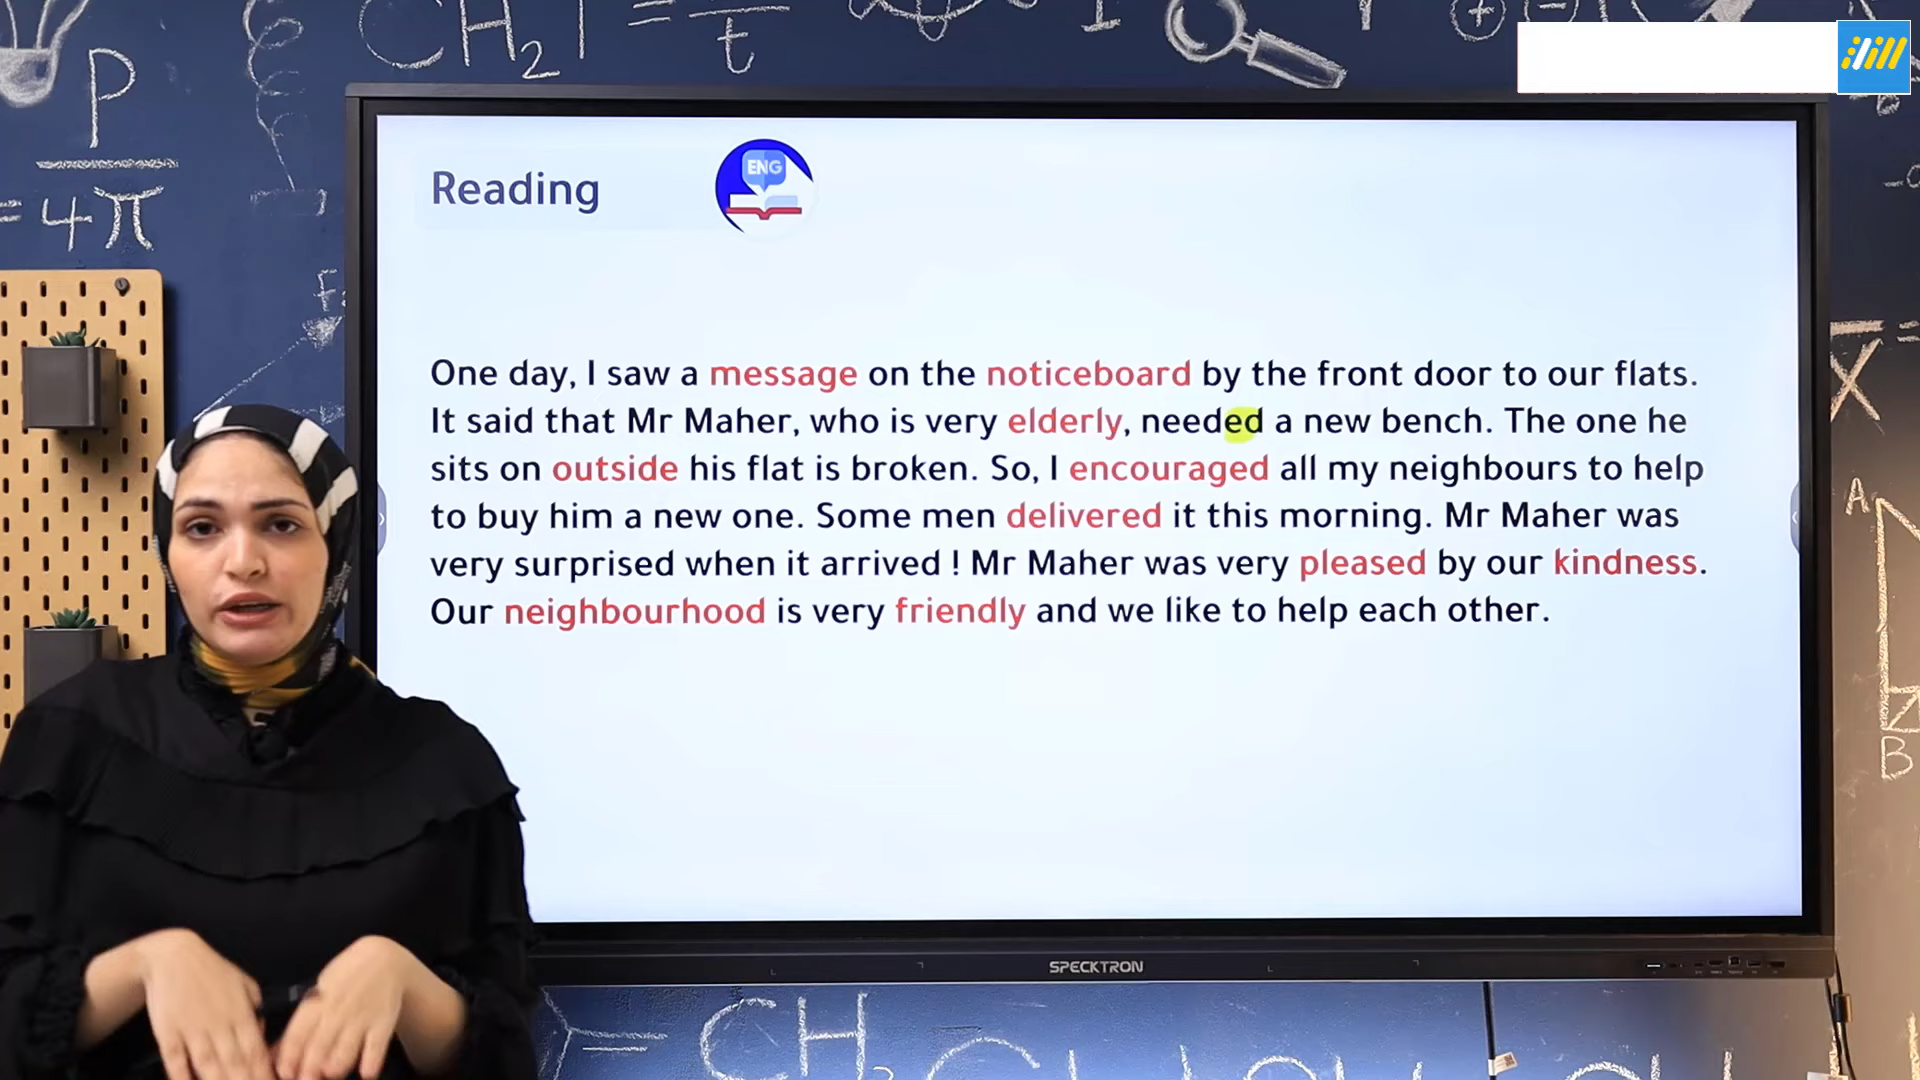 CH2
= t
P
= 4π
Reading
ENG
One day, I saw a message on the noticeboard by the front door to our flats.
It said that Mr Maher, who is very elderly, needed a new bench. The one he
sits on outside his flat is broken. So, I encouraged all my neighbours to help
to buy him a new one. Some men delivered it this morning. Mr Maher was
very surprised when it arrived ! Mr Maher was very pleased by our kindness.
Our neighbourhood is very friendly and we like to help each other.
X
A
B
SPECKTRON
CH